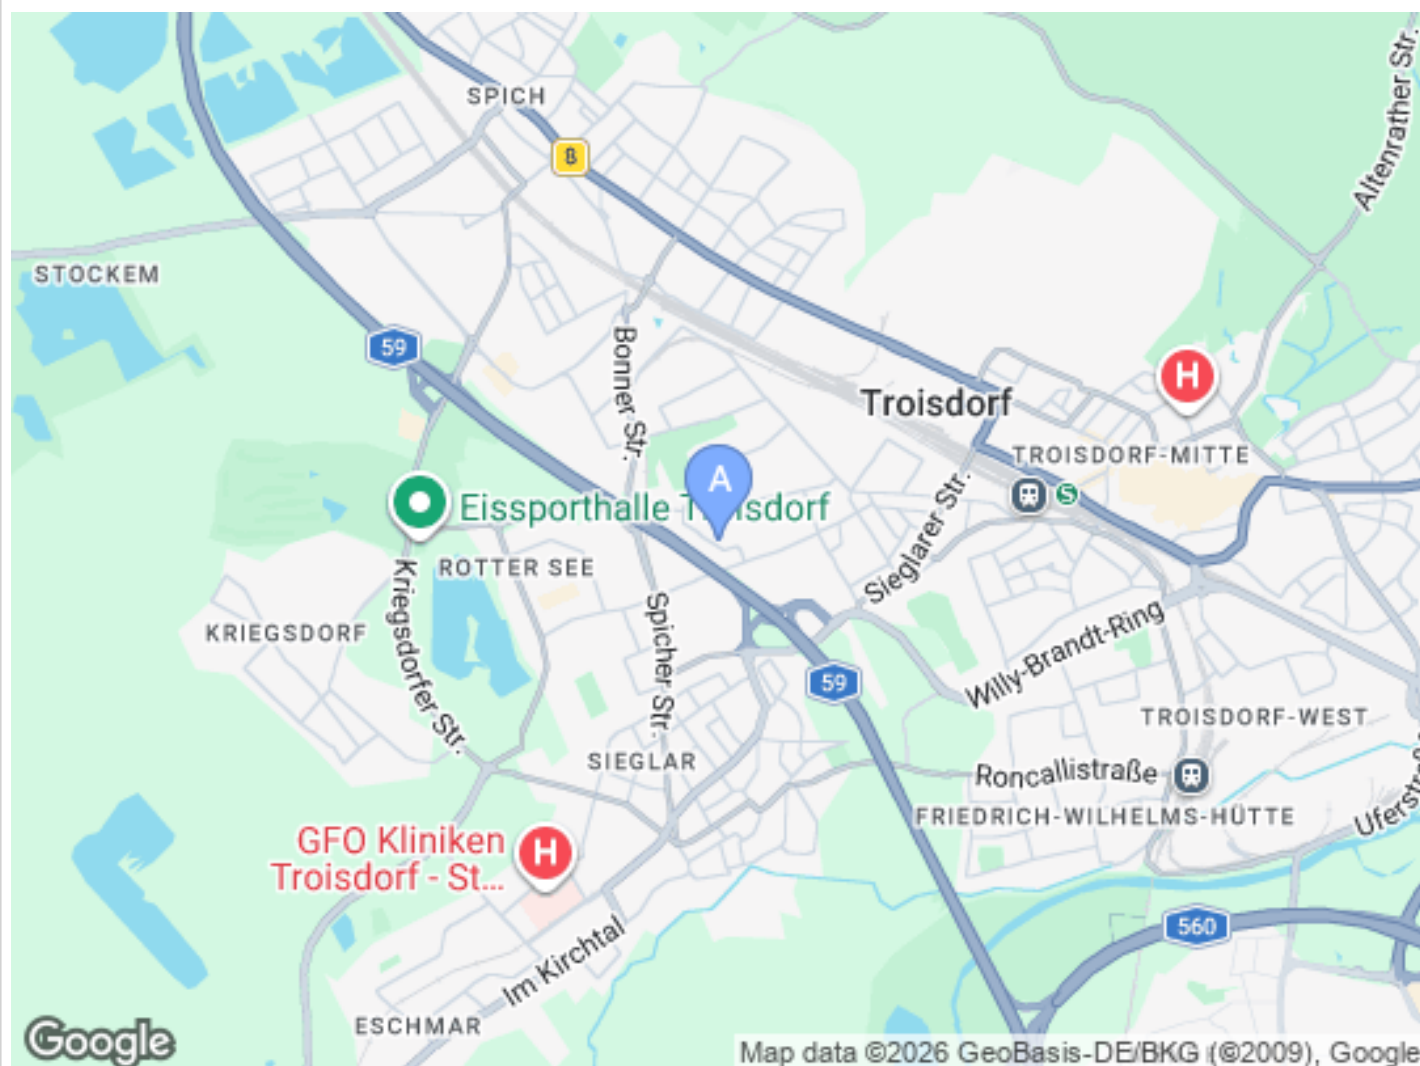 SPICH
8
Altenrather Str.
STOCKEM
59
Bonner Str.
H
Troisdorf
TROISDORF-MITTE
A
S
Eissporthalle
Sieglarer Str.
ROTTER SEE
Kriegsdorfer Str.
KRIEGSDORF
Spicher Str.
Willy-Brandt-Ring
59
TROISDORF-WEST
SIEGLAR
Roncallistraße
FRIEDRICH-WILHELMS-HÜTTE
GFO Kliniken
Troisdorf - St...
H
560
Im Kirchtal
ESCHMAR
Google
Map data ©2026 GeoBasis-DE/BKG (©2009), Google